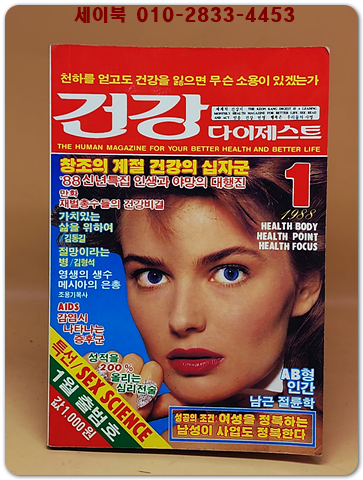 세이북 010-2833-4453
천하를 얻고도 건강을 잃으면 무슨 소용이 있겠는가
건강
다이제스트
THE HUMAN MAGAZINE FOR YOUR BETTER HEALTH AND BETTER LIFE
창조의 계절 건강의 십자군
'88 신년특집 인생과 야망의 대행진
만화
재벌총수들의 건강비결
가치있는
삶을 위하여
/김동길
절망이라는
병/김형석
영생의 생수
메시아의 은총
조용기목사
AIDS
감염시
나타나는
증후군
성적을
200%
올리는
심리전술
1
1988
HEALTH BODY
HEALTH POINT
HEALTH FOCUS
특선/SEX SCIENCE
1월 출범호
값1,000원
AB형
인간
남근 절륜학
성공의 조건! 여성을 정복하는
남성이 사업도 정복한다